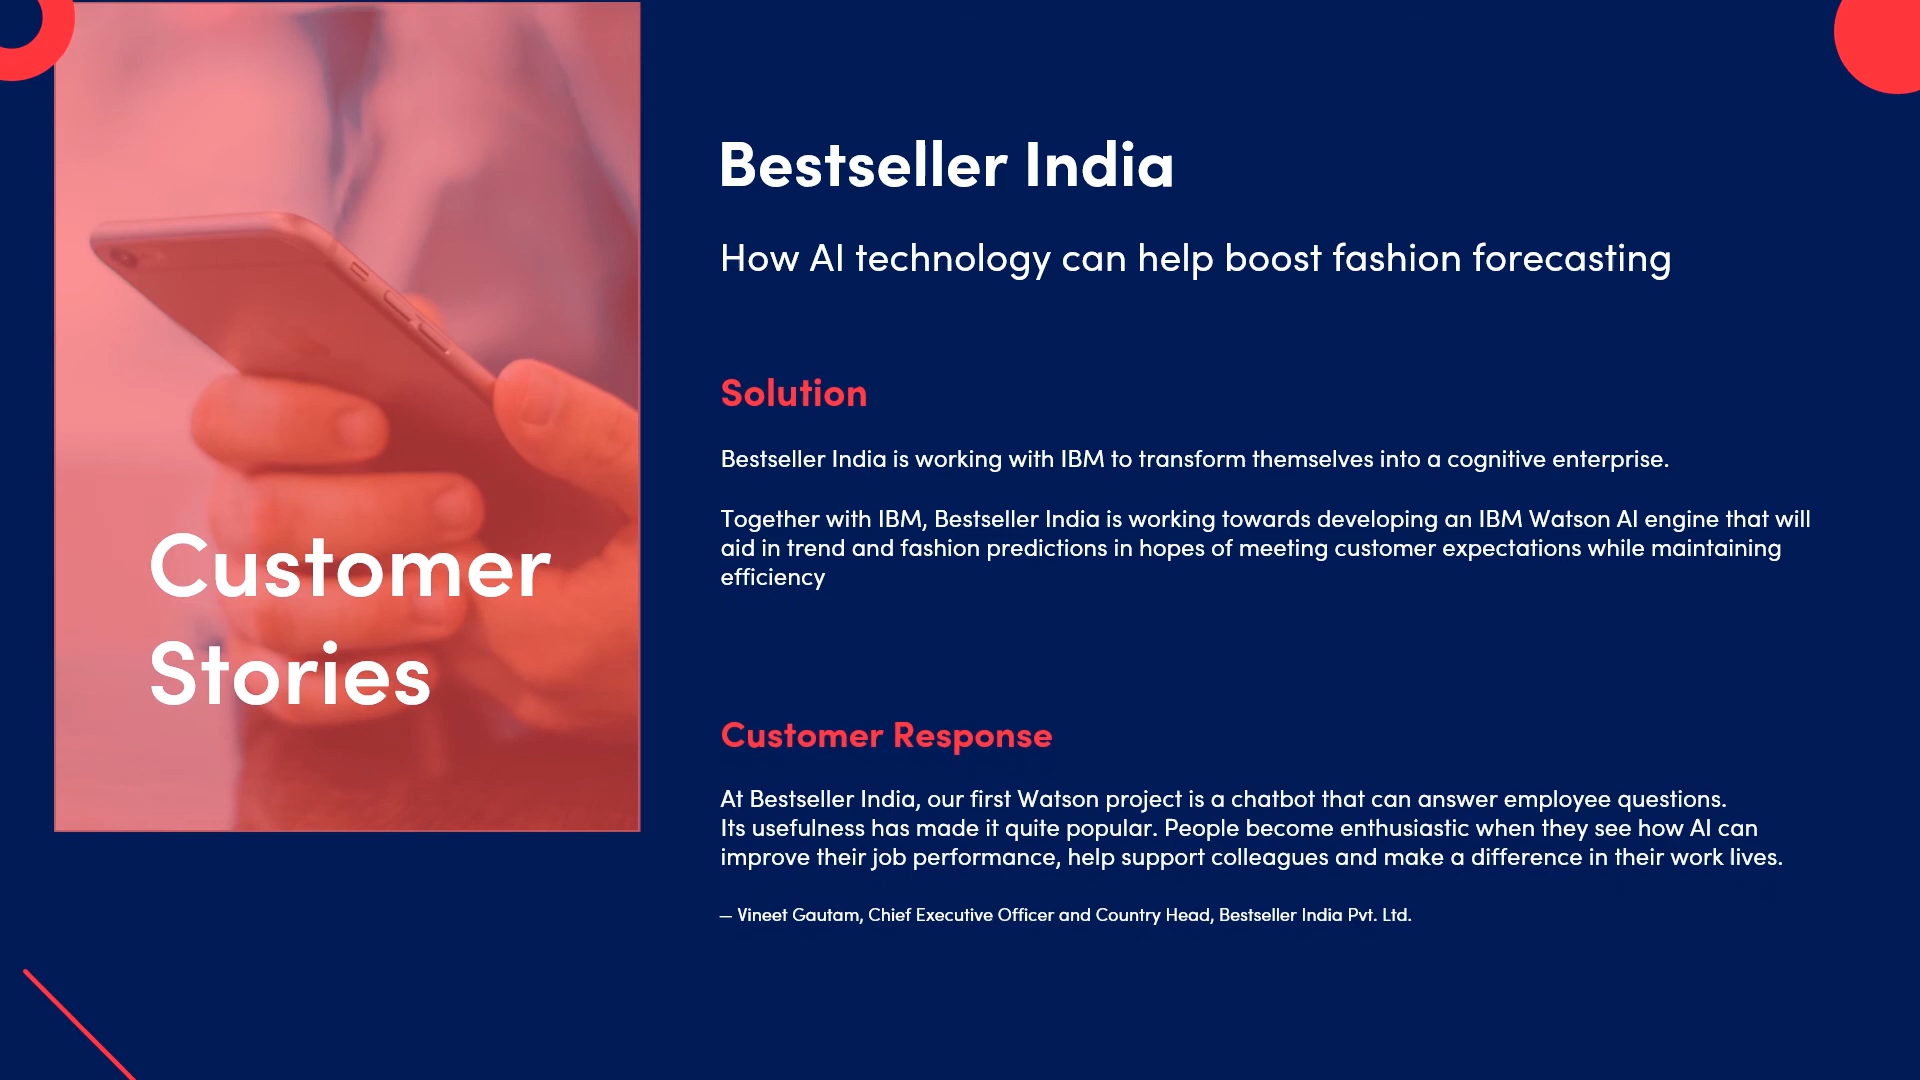 Customer
Stories
Bestseller India
How AI technology can help boost fashion forecasting
Solution
Bestseller India is working with IBM to transform themselves into a cognitive enterprise.
Together with IBM, Bestseller India is working towards developing an IBM Watson AI engine that will
aid in trend and fashion predictions in hopes of meeting customer expectations while maintaining
efficiency
Customer Response
At Bestseller India, our first Watson project is a chatbot that can answer employee questions.
Its usefulness has made it quite popular. People become enthusiastic when they see how AI can
improve their job performance, help support colleagues and make a difference in their work lives.
— Vineet Gautam, Chief Executive Officer and Country Head, Bestseller India Pvt. Ltd.